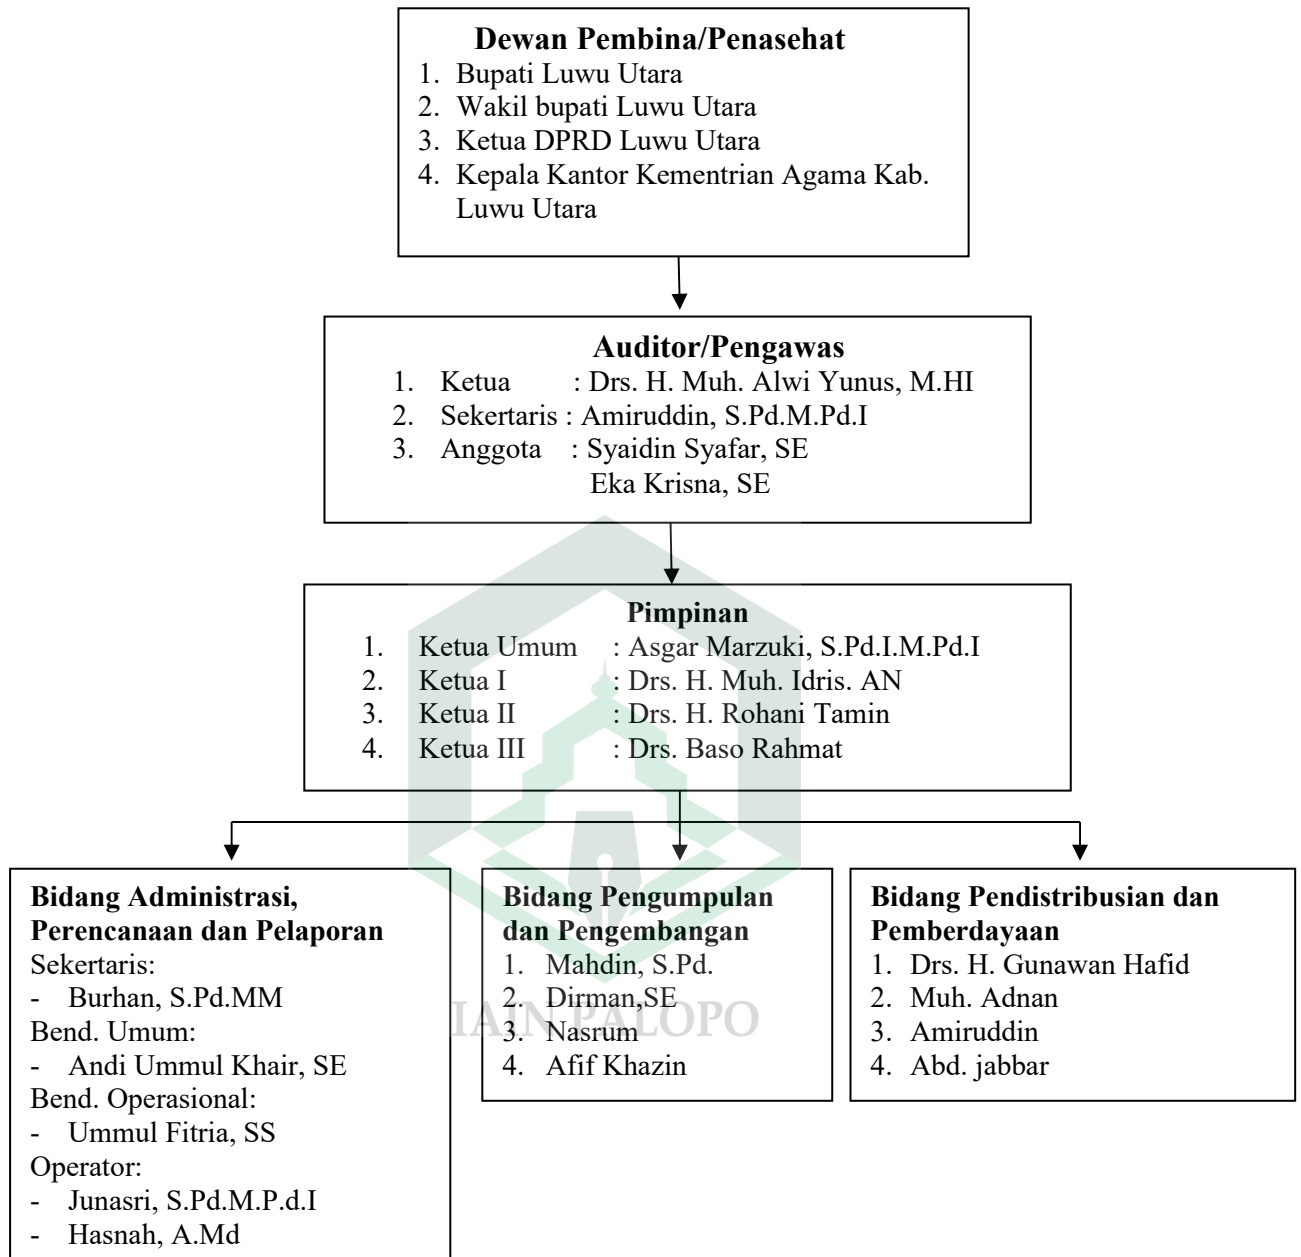 Dewan Pembina/Penasehat
1. Bupati Luwu Utara
2. Wakil bupati Luwu Utara
3. Ketua DPRD Luwu Utara
4. Kepala Kantor Kementrian Agama Kab.
Luwu Utara
Auditor/Pengawas
1. Ketua : Drs. H. Muh. Alwi Yunus, M.HI
2. Sekertaris : Amiruddin, S.Pd.M.Pd.I
3. Anggota : Syaidin Syafar, SE
Eka Krisna, SE
Pimpinan
1. Ketua Umum : Asgar Marzuki, S.Pd.I.M.Pd.I
2. Ketua I : Drs. H. Muh. Idris. AN
3. Ketua II : Drs. H. Rohani Tamin
4. Ketua III : Drs. Baso Rahmat
Bidang Administrasi,
Perencanaan dan Pelaporan
Sekertaris:
- Burhan, S.Pd.MM
Bend. Umum:
- Andi Ummul Khair, SE
Bend. Operasional:
- Ummul Fitria, SS
Operator:
- Junasri, S.Pd.M.P.d.I
- Hasnah, A.Md
Bidang Pengumpulan
dan Pengembangan
1. Mahdin, S.Pd.
2. Dirman,SE
3. Nasrum
4. Afif Khazin
Bidang Pendistribusian dan
Pemberdayaan
1. Drs. H. Gunawan Hafid
2. Muh. Adnan
3. Amiruddin
4. Abd. jabbar
IAIN PALOPO